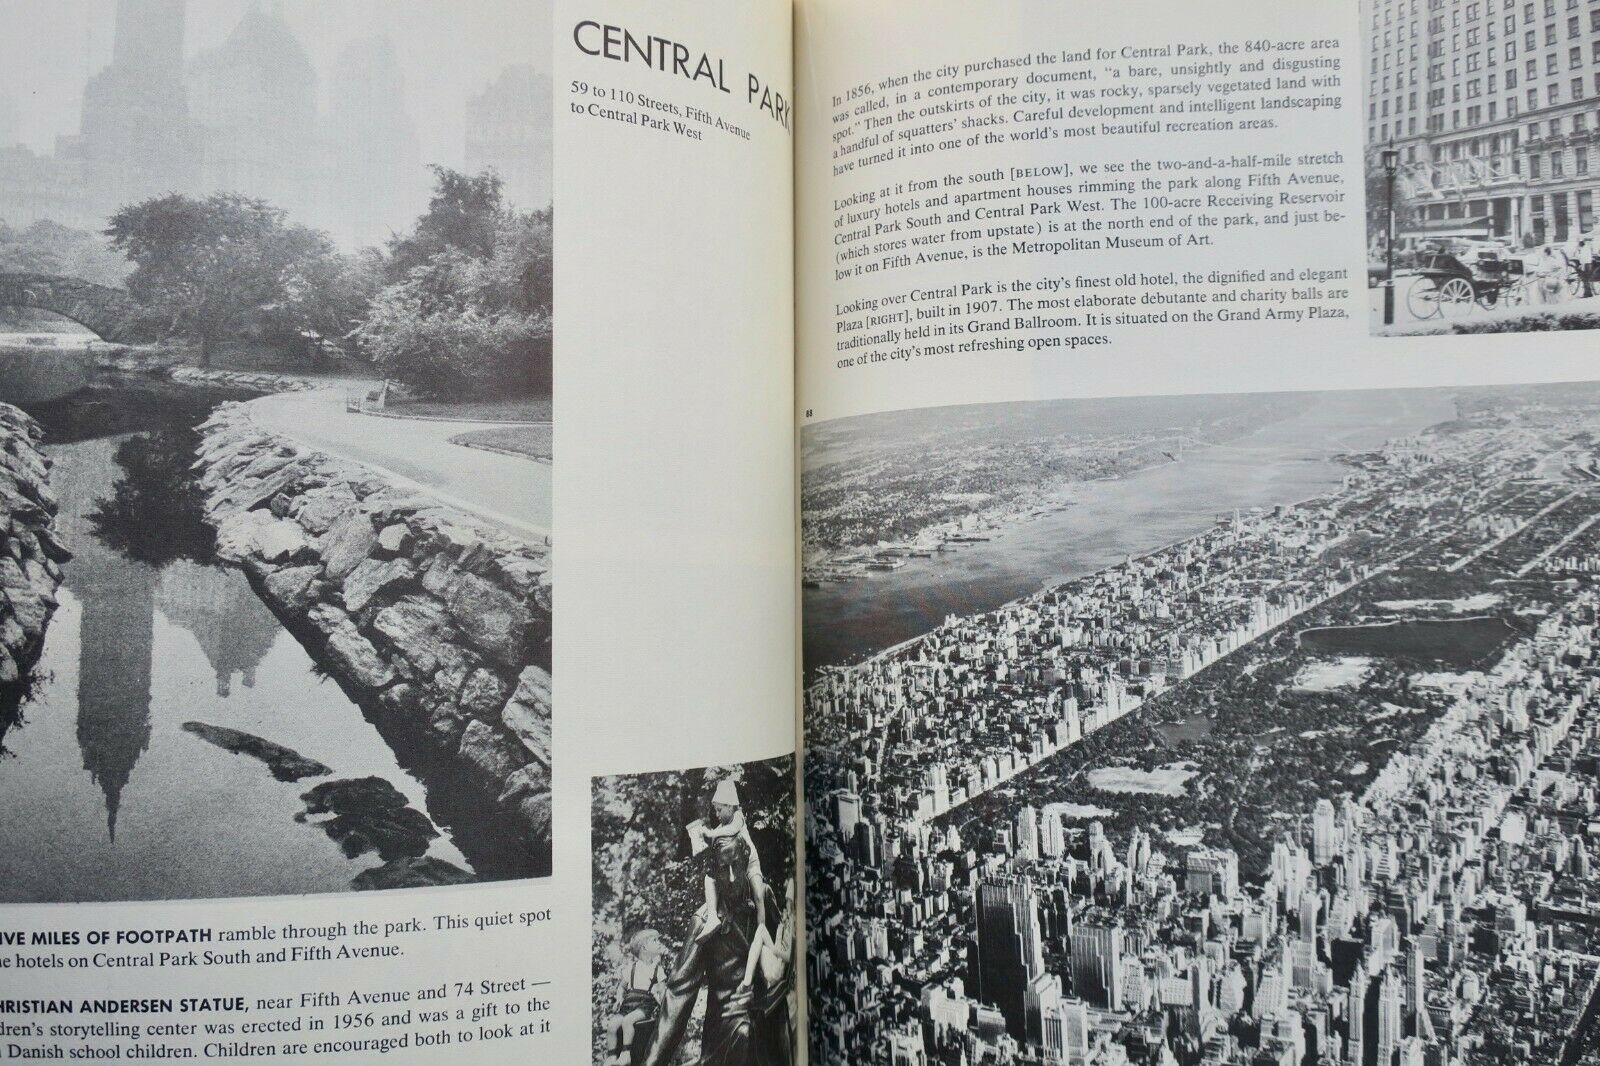 CENTRAL PARK
59 to 110 Streets, Fifth Avenue
to Central Park West
IVE MILES OF FOOTPATH ramble through the park. This quiet spot
hotels on Central Park South and Fifth Avenue.
HRISTIAN ANDERSEN STATUE, near Fifth Avenue and 74 Street —
dren's storytelling center was erected in 1956 and was a gift to the
Danish school children. Children are encouraged both to look at it
In 1856, when the city purchased the land for Central Park, the 840-acre area
was called, in a contemporary document, "a bare, unsightly and disgusting
spot." Then the outskirts of the city, it was rocky, sparsely vegetated land with
a handful of squatters' shacks. Careful development and intelligent landscaping
have turned it into one of the world's most beautiful recreation areas.
Looking at it from the south [BELOW], we see the two-and-a-half-mile stretch
of luxury hotels and apartment houses rimming the park along Fifth Avenue,
Central Park South and Central Park West. The 100-acre Receiving Reservoir
(which stores water from upstate) is at the north end of the park, and just be-
low it on Fifth Avenue, is the Metropolitan Museum of Art.
Looking over Central Park is the city's finest old hotel, the dignified and elegant
Plaza [RIGHT], built in 1907. The most elaborate debutante and charity balls are
traditionally held in its Grand Ballroom. It is situated on the Grand Army Plaza,
one of the city's most refreshing open spaces.
88